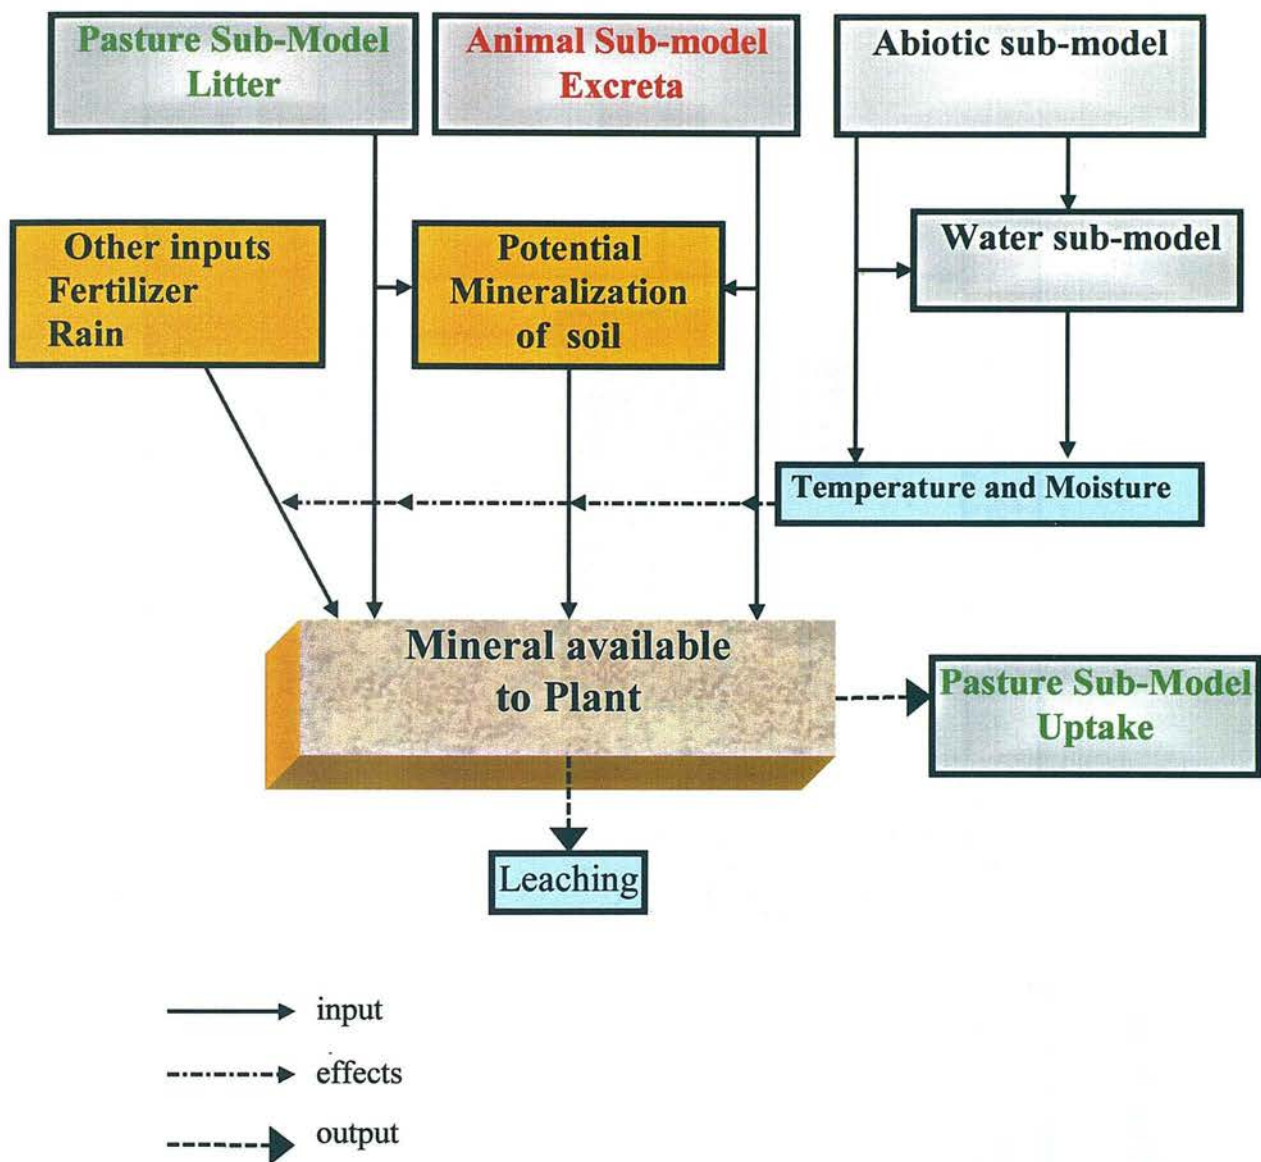 Pasture Sub-Model
Litter
Animal Sub-model
Excreta
Abiotic sub-model
Other inputs
Fertilizer
Rain
Potential
Mineralization
of soil
Water sub-model
Temperature and Moisture
Mineral available
to Plant
Pasture Sub-Model
Uptake
Leaching
input
effects
output